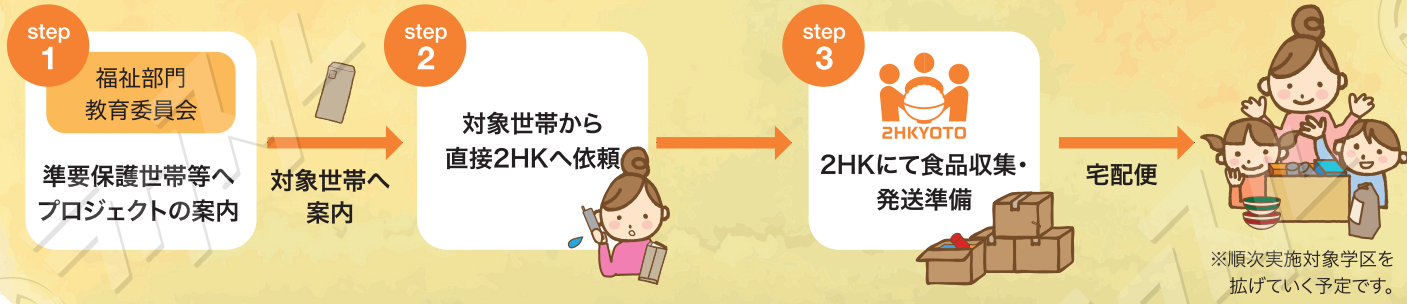 step
1
福祉部門
教育委員会
準要保護世帯等へ
プロジェクトの案内
対象世帯へ
案内
step
2
対象世帯から
直接2HKへ依頼
step
3
2HKYOTO
2HKにて食品収集・
発送準備
宅配便
※順次実施対象学区を
拡げていく予定です。